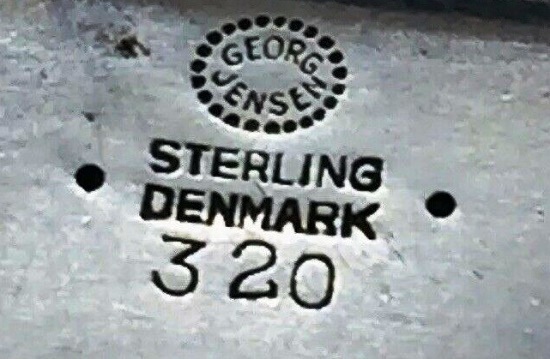 GEORG
JENSEN
STERLING
DENMARK
320